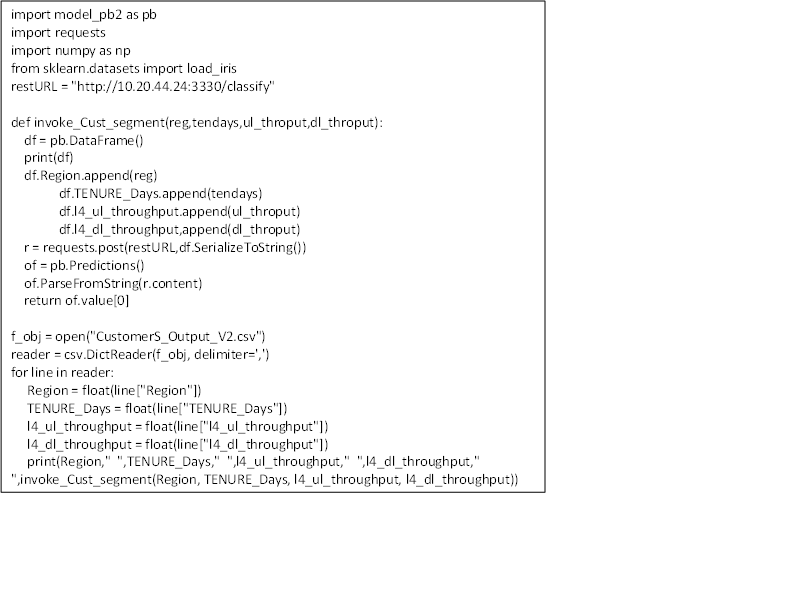 import model_pb2 as pb
import requests
import numpy as np
from sklearn.datasets import load_iris
restURL = "http://10.20.44.24:3330/classify"

def invoke_Cust_segment(reg,tendays,ul_throput,dl_throput):
    df = pb.DataFrame()
    print(df)
    df.Region.append(reg)
            df.TENURE_Days.append(tendays)
            df.l4_ul_throughput.append(ul_throput)
            df.l4_dl_throughput,append(dl_throput)
    r = requests.post(restURL,df.SerializeToString())
    of = pb.Predictions()
    of.ParseFromString(r.content)
    return of.value[0]

f_obj = open("CustomerS_Output_V2.csv")
reader = csv.DictReader(f_obj, delimiter=',')
for line in reader:
    Region = float(line["Region"])
    TENURE_Days = float(line["TENURE_Days"])
    l4_ul_throughput = float(line["l4_ul_throughput"])
    l4_dl_throughput = float(line["l4_dl_throughput"])
    print(Region,"  ",TENURE_Days,"  ",l4_ul_throughput,"  ",l4_dl_throughput,"
",invoke_Cust_segment(Region, TENURE_Days, l4_ul_throughput, l4_dl_throughput))